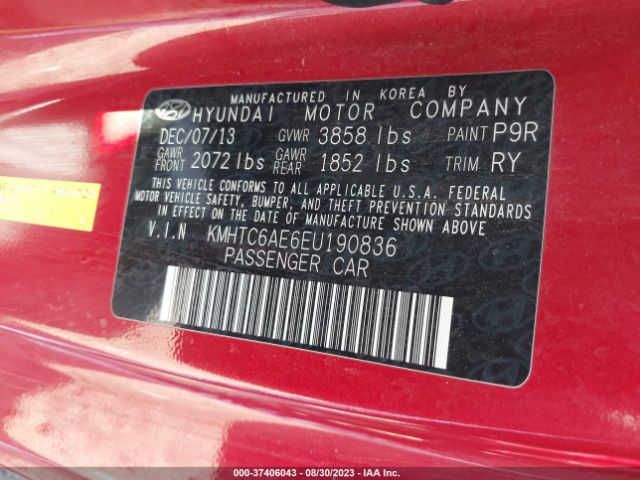 MANUFACTURED IN KOREA BY
HYUNDAI MOTOR COMPANY
DEC/07/13 GVWR 3858 lbs PAINT P9R
GAWR FRONT 2072 lbs GAWR REAR 1852 lbs TRIM RY
THIS VEHICLE CONFORMS TO ALL APPLICABLE U.S.A. FEDERAL
MOTOR VEHICLE SAFETY, BUMPER, AND THEFT PREVENTION STANDARDS
IN EFFECT ON THE DATE OF MANUFACTURE SHOWN ABOVE
V.I.N KMHTC6AE6EU190836
PASSENGER CAR
000-37406043 — 08/30/2023 — IAA Inc.